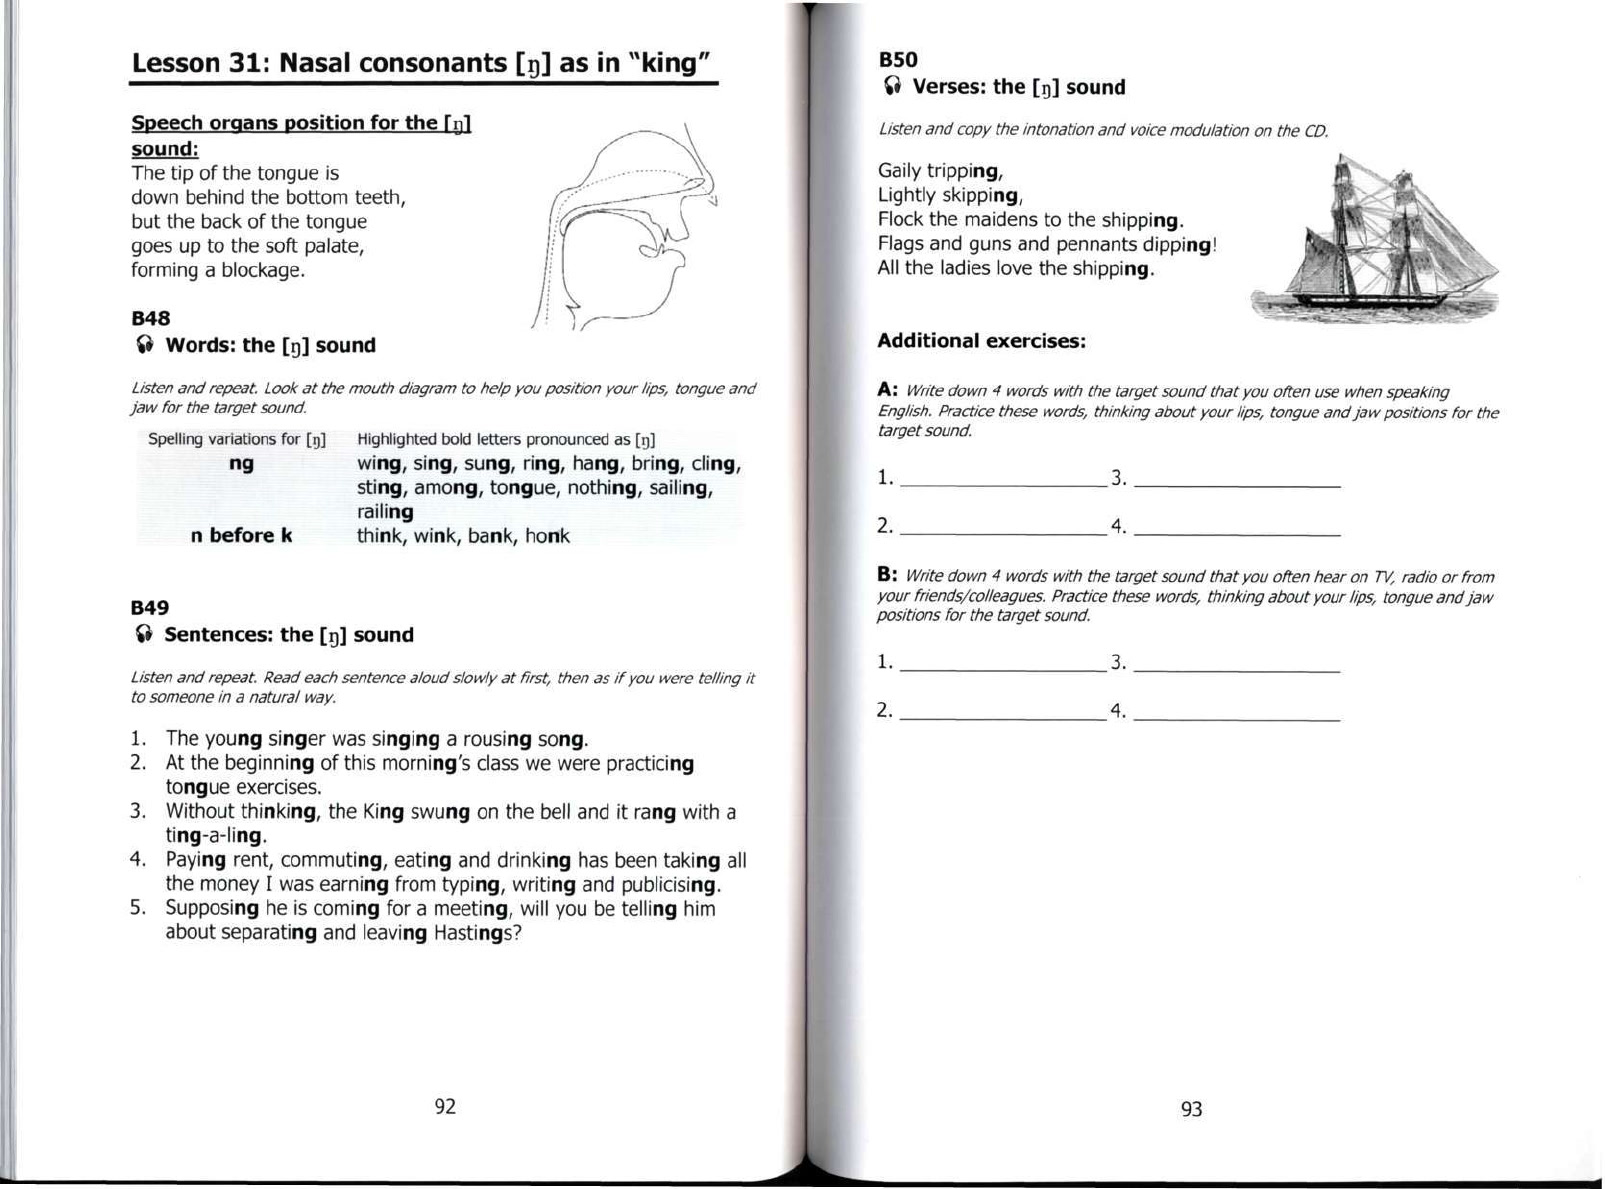 Lesson 31: Nasal consonants [ŋ] as in "king"
Speech organs position for the [ŋ]
sound:
The tip of the tongue is
down behind the bottom teeth,
but the back of the tongue
goes up to the soft palate,
forming a blockage.
B48
Words: the [ŋ] sound
Listen and repeat. Look at the mouth diagram to help you position your lips, tongue and
jaw for the target sound.
Spelling variations for [ŋ] Highlighted bold letters pronounced as [ŋ]
ng wing, sing, sung, ring, hang, bring, cling,
sting, among, tongue, nothing, sailing,
railing
n before k think, wink, bank, honk
B49
Sentences: the [ŋ] sound
Listen and repeat. Read each sentence aloud slowly at first, then as if you were telling it
to someone in a natural way.
1. The young singer was singing a rousing song.
2. At the beginning of this morning's class we were practicing
tongue exercises.
3. Without thinking, the King swung on the bell and it rang with a
ting-a-ling.
4. Paying rent, commuting, eating and drinking has been taking all
the money I was earning from typing, writing and publicising.
5. Supposing he is coming for a meeting, will you be telling him
about separating and leaving Hastings?
92
B50
Verses: the [ŋ] sound
Listen and copy the intonation and voice modulation on the CD.
Gaily tripping,
Lightly skipping,
Flock the maidens to the shipping.
Flags and guns and pennants dipping!
All the ladies love the shipping.
Additional exercises:
A: Write down 4 words with the target sound that you often use when speaking
English. Practice these words, thinking about your lips, tongue and jaw positions for the
target sound.
1. ____________________ 3. ____________________
2. ____________________ 4. ____________________
B: Write down 4 words with the target sound that you often hear on TV, radio or from
your friends/colleagues. Practice these words, thinking about your lips, tongue and jaw
positions for the target sound.
1. ____________________ 3. ____________________
2. ____________________ 4. ____________________
93